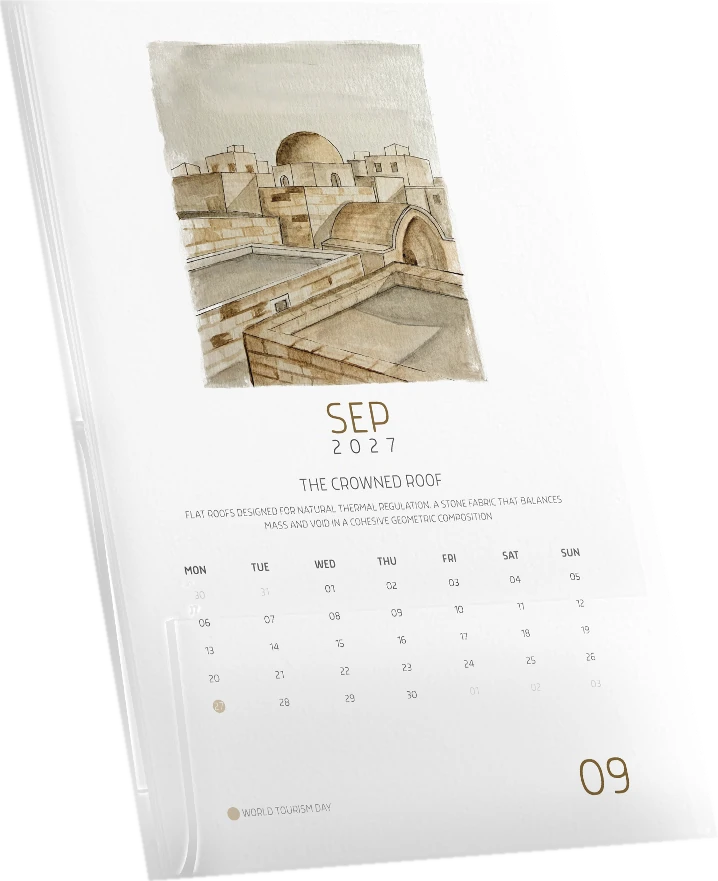 SEP
2027
THE CROWNED ROOF
FLAT ROOFS DESIGNED FOR NATURAL THERMAL REGULATION. A STONE FABRIC THAT BALANCES
MASS AND VOID IN A COHESIVE GEOMETRIC COMPOSITION
MON TUE WED THU FRI SAT SUN
30 31 01 02 03 04 05
06 07 08 09 10 11 12
13 14 15 16 17 18 19
20 21 22 23 24 25 26
27 28 29 30 01 02 03
09
WORLD TOURISM DAY